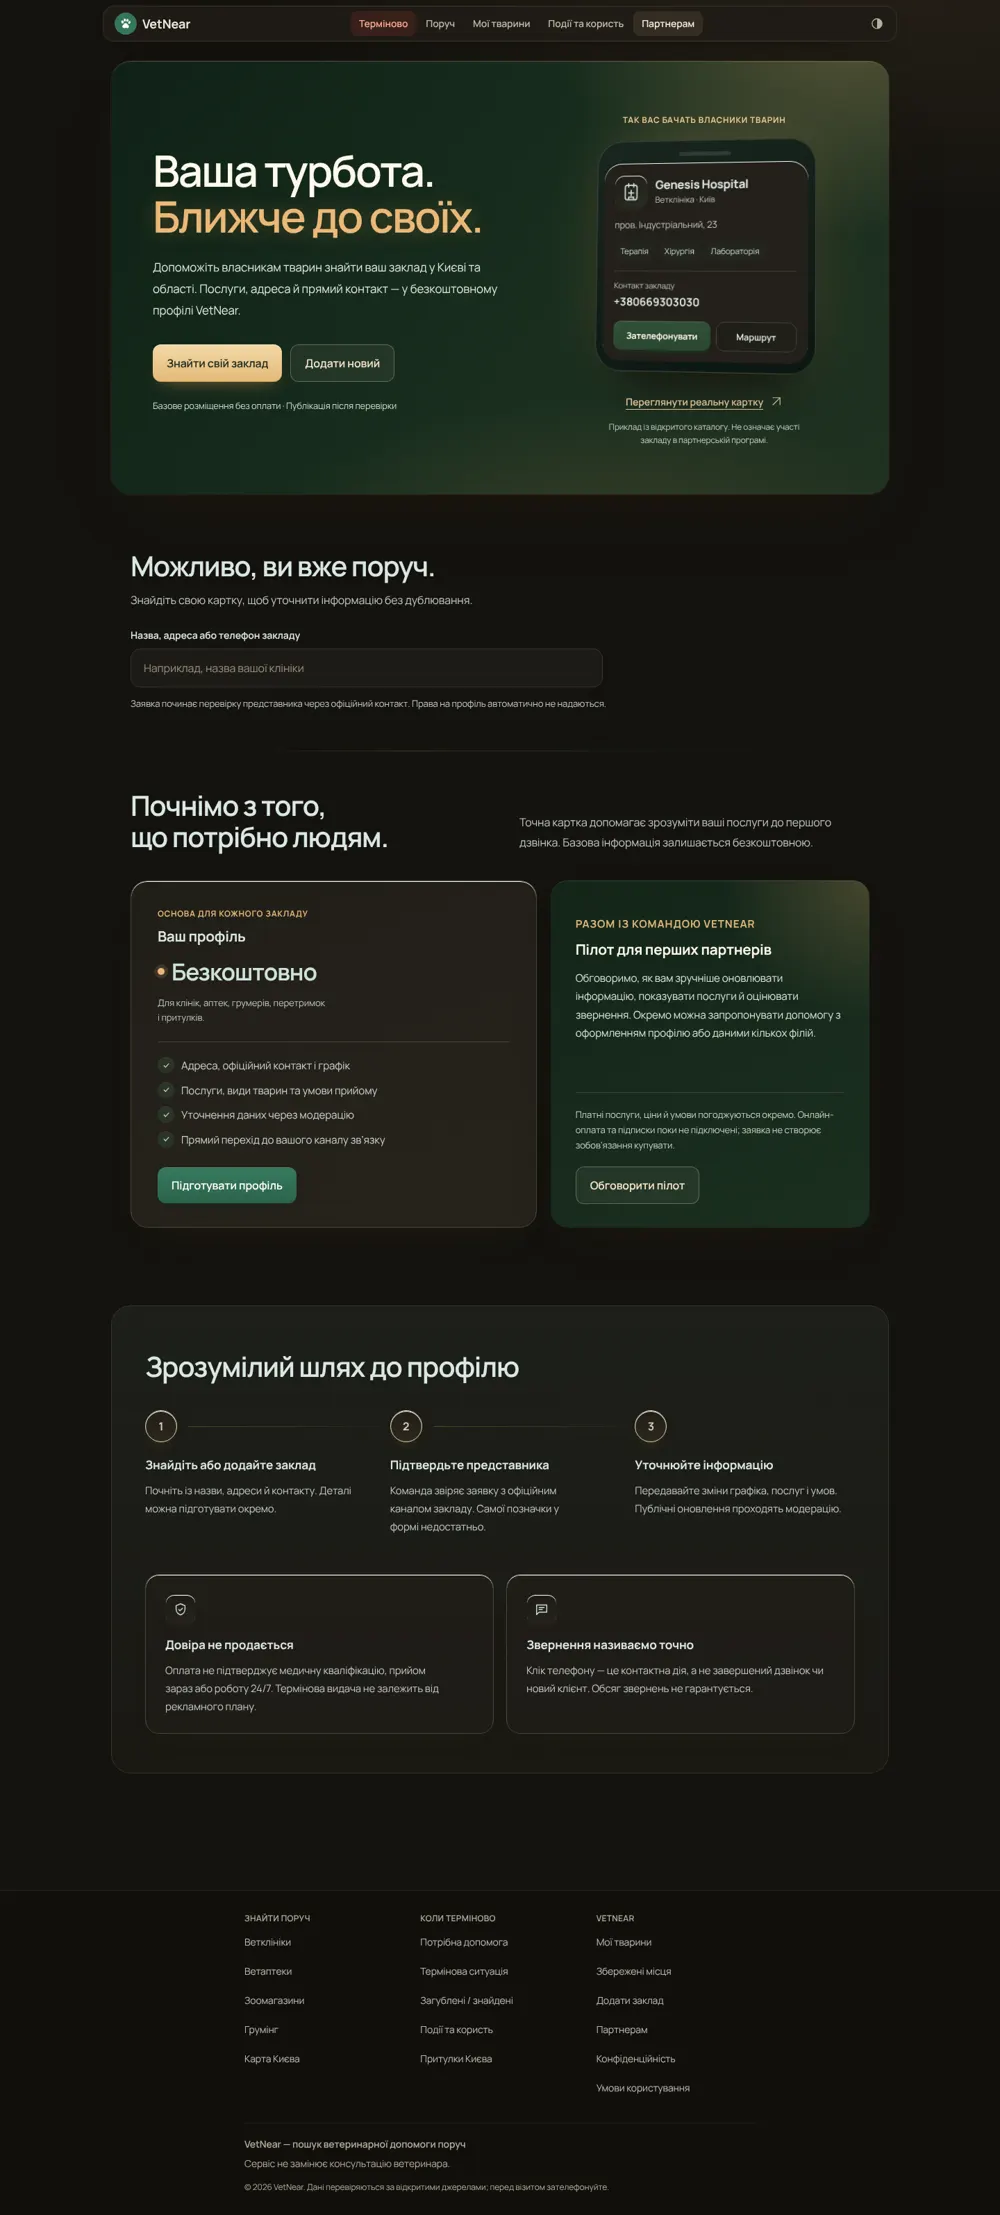 VetNear
Терміново
Поруч
Мої тварини
Події та користь
Партнерам
Ваша турбота.
Ближче до своїх.
Допоможіть власникам тварин знайти ваш заклад у Києві та
області. Послуги, адреса й прямий контакт — у безкоштовному
профілі VetNear.
Знайти свій заклад
Додати новий
Базове розміщення без оплати · Публікація після перевірки
ТАК ВАС БАЧАТЬ ВЛАСНИКИ ТВАРИН
Genesis Hospital
Ветклініка · Київ
пров. Індустріальний, 23
Терапія
Хірургія
Лабораторія
Контакт закладу
+380669303030
Зателефонувати
Маршрут
Переглянути реальну картку
Приклад із відкритого каталогу. Не означає участі
закладу в партнерській програмі.
Можливо, ви вже поруч.
Знайдіть свою картку, щоб уточнити інформацію без дублювання.
Назва, адреса або телефон закладу
Наприклад, назва вашої клініки
Заявка починає перевірку представника через офіційний контакт. Права на профіль автоматично не надаються.
Почнімо з того,
що потрібно людям.
Точна картка допомагає зрозуміти ваші послуги до першого
дзвінка. Базова інформація залишається безкоштовною.
ОСНОВА ДЛЯ КОЖНОГО ЗАКЛАДУ
Ваш профіль
Безкоштовно
Для клінік, аптек, грумерів, перетримок
і притулків.
Адреса, офіційний контакт і графік
Послуги, види тварин та умови прийому
Уточнення даних через модерацію
Прямий перехід до вашого каналу зв'язку
Підготувати профіль
РАЗОМ ІЗ КОМАНДОЮ VETNEAR
Пілот для перших партнерів
Обговоримо, як вам зручніше оновлювати
інформацію, показувати послуги й оцінювати
звернення. Окремо можна запропонувати допомогу з
оформленням профілю або даними кількох філій.
Платні послуги, ціни й умови погоджуються окремо. Онлайн-
оплата та підписки поки не підключені; заявка не створює
зобов'язання купувати.
Обговорити пілот
Зрозумілий шлях до профілю
1
2
3
Знайдіть або додайте заклад
Почніть із назви, адреси й контакту. Деталі
можна підготувати окремо.
Підтвердьте представника
Команда звіряє заявку з офіційним
каналом закладу. Самої позначки у
формі недостатньо.
Уточнюйте інформацію
Передавайте зміни графіка, послуг і умов.
Публічні оновлення проходять модерацію.
Довіра не продається
Оплата не підтверджує медичну кваліфікацію, прийом
зараз або роботу 24/7. Термінова видача не залежить від
рекламного плану.
Звернення називаємо точно
Клік телефону — це контактна дія, а не завершений дзвінок чи
новий клієнт. Обсяг звернень не гарантується.
ЗНАЙТИ ПОРУЧ
Ветклініки
Ветаптеки
Зоомагазини
Грумінг
Карта Києва
КОЛИ ТЕРМІНОВО
Потрібна допомога
Термінова ситуація
Загублені / знайдені
Події та користь
Притулки Києва
VETNEAR
Мої тварини
Збережені місця
Додати заклад
Партнерам
Конфіденційність
Умови користування
VetNear — пошук ветеринарної допомоги поруч
Сервіс не замінює консультацію ветеринара.
© 2026 VetNear. Дані перевіряються за відкритими джерелами; перед візитом зателефонуйте.